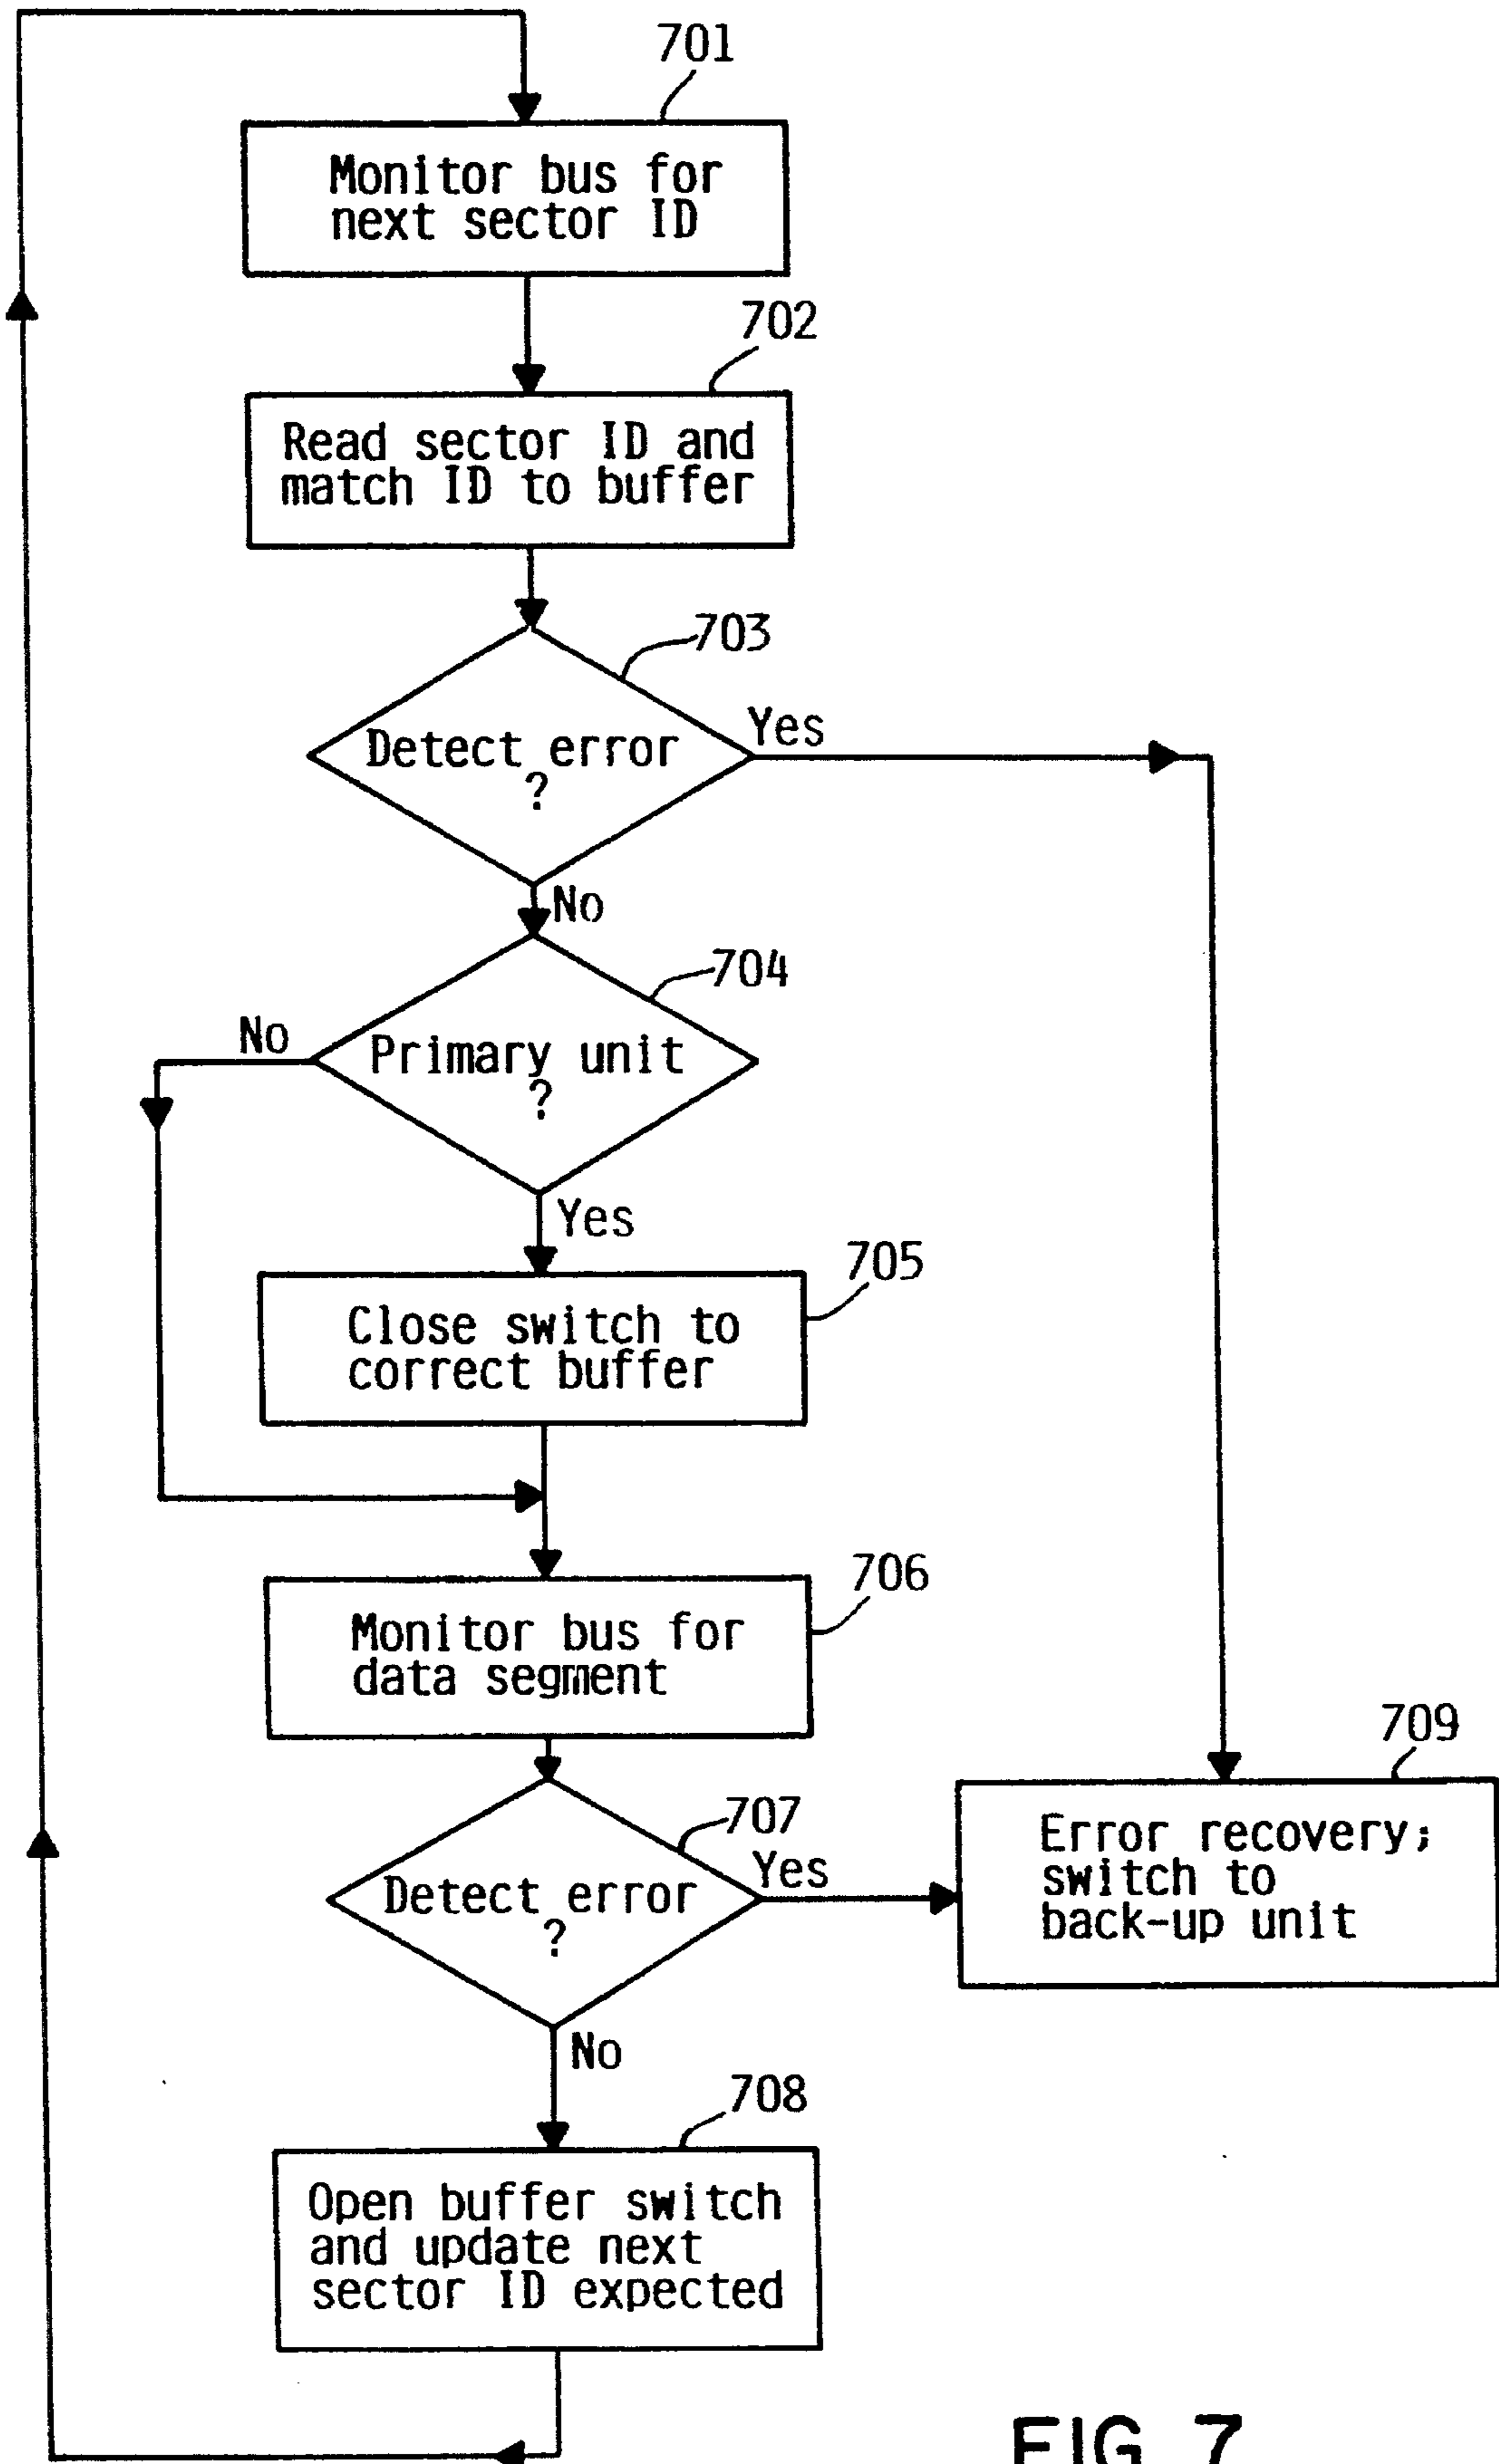 701
Monitor bus for
next sector ID
702
Read sector ID and
match ID to buffer
703
Detect error
?
Yes
No
704
Primary unit
?
No
Yes
705
Close switch to
correct buffer
706
Monitor bus for
data segment
707
Detect error
?
Yes
709
Error recovery;
switch to
back-up unit
No
708
Open buffer switch
and update next
sector ID expected
FIG. 7